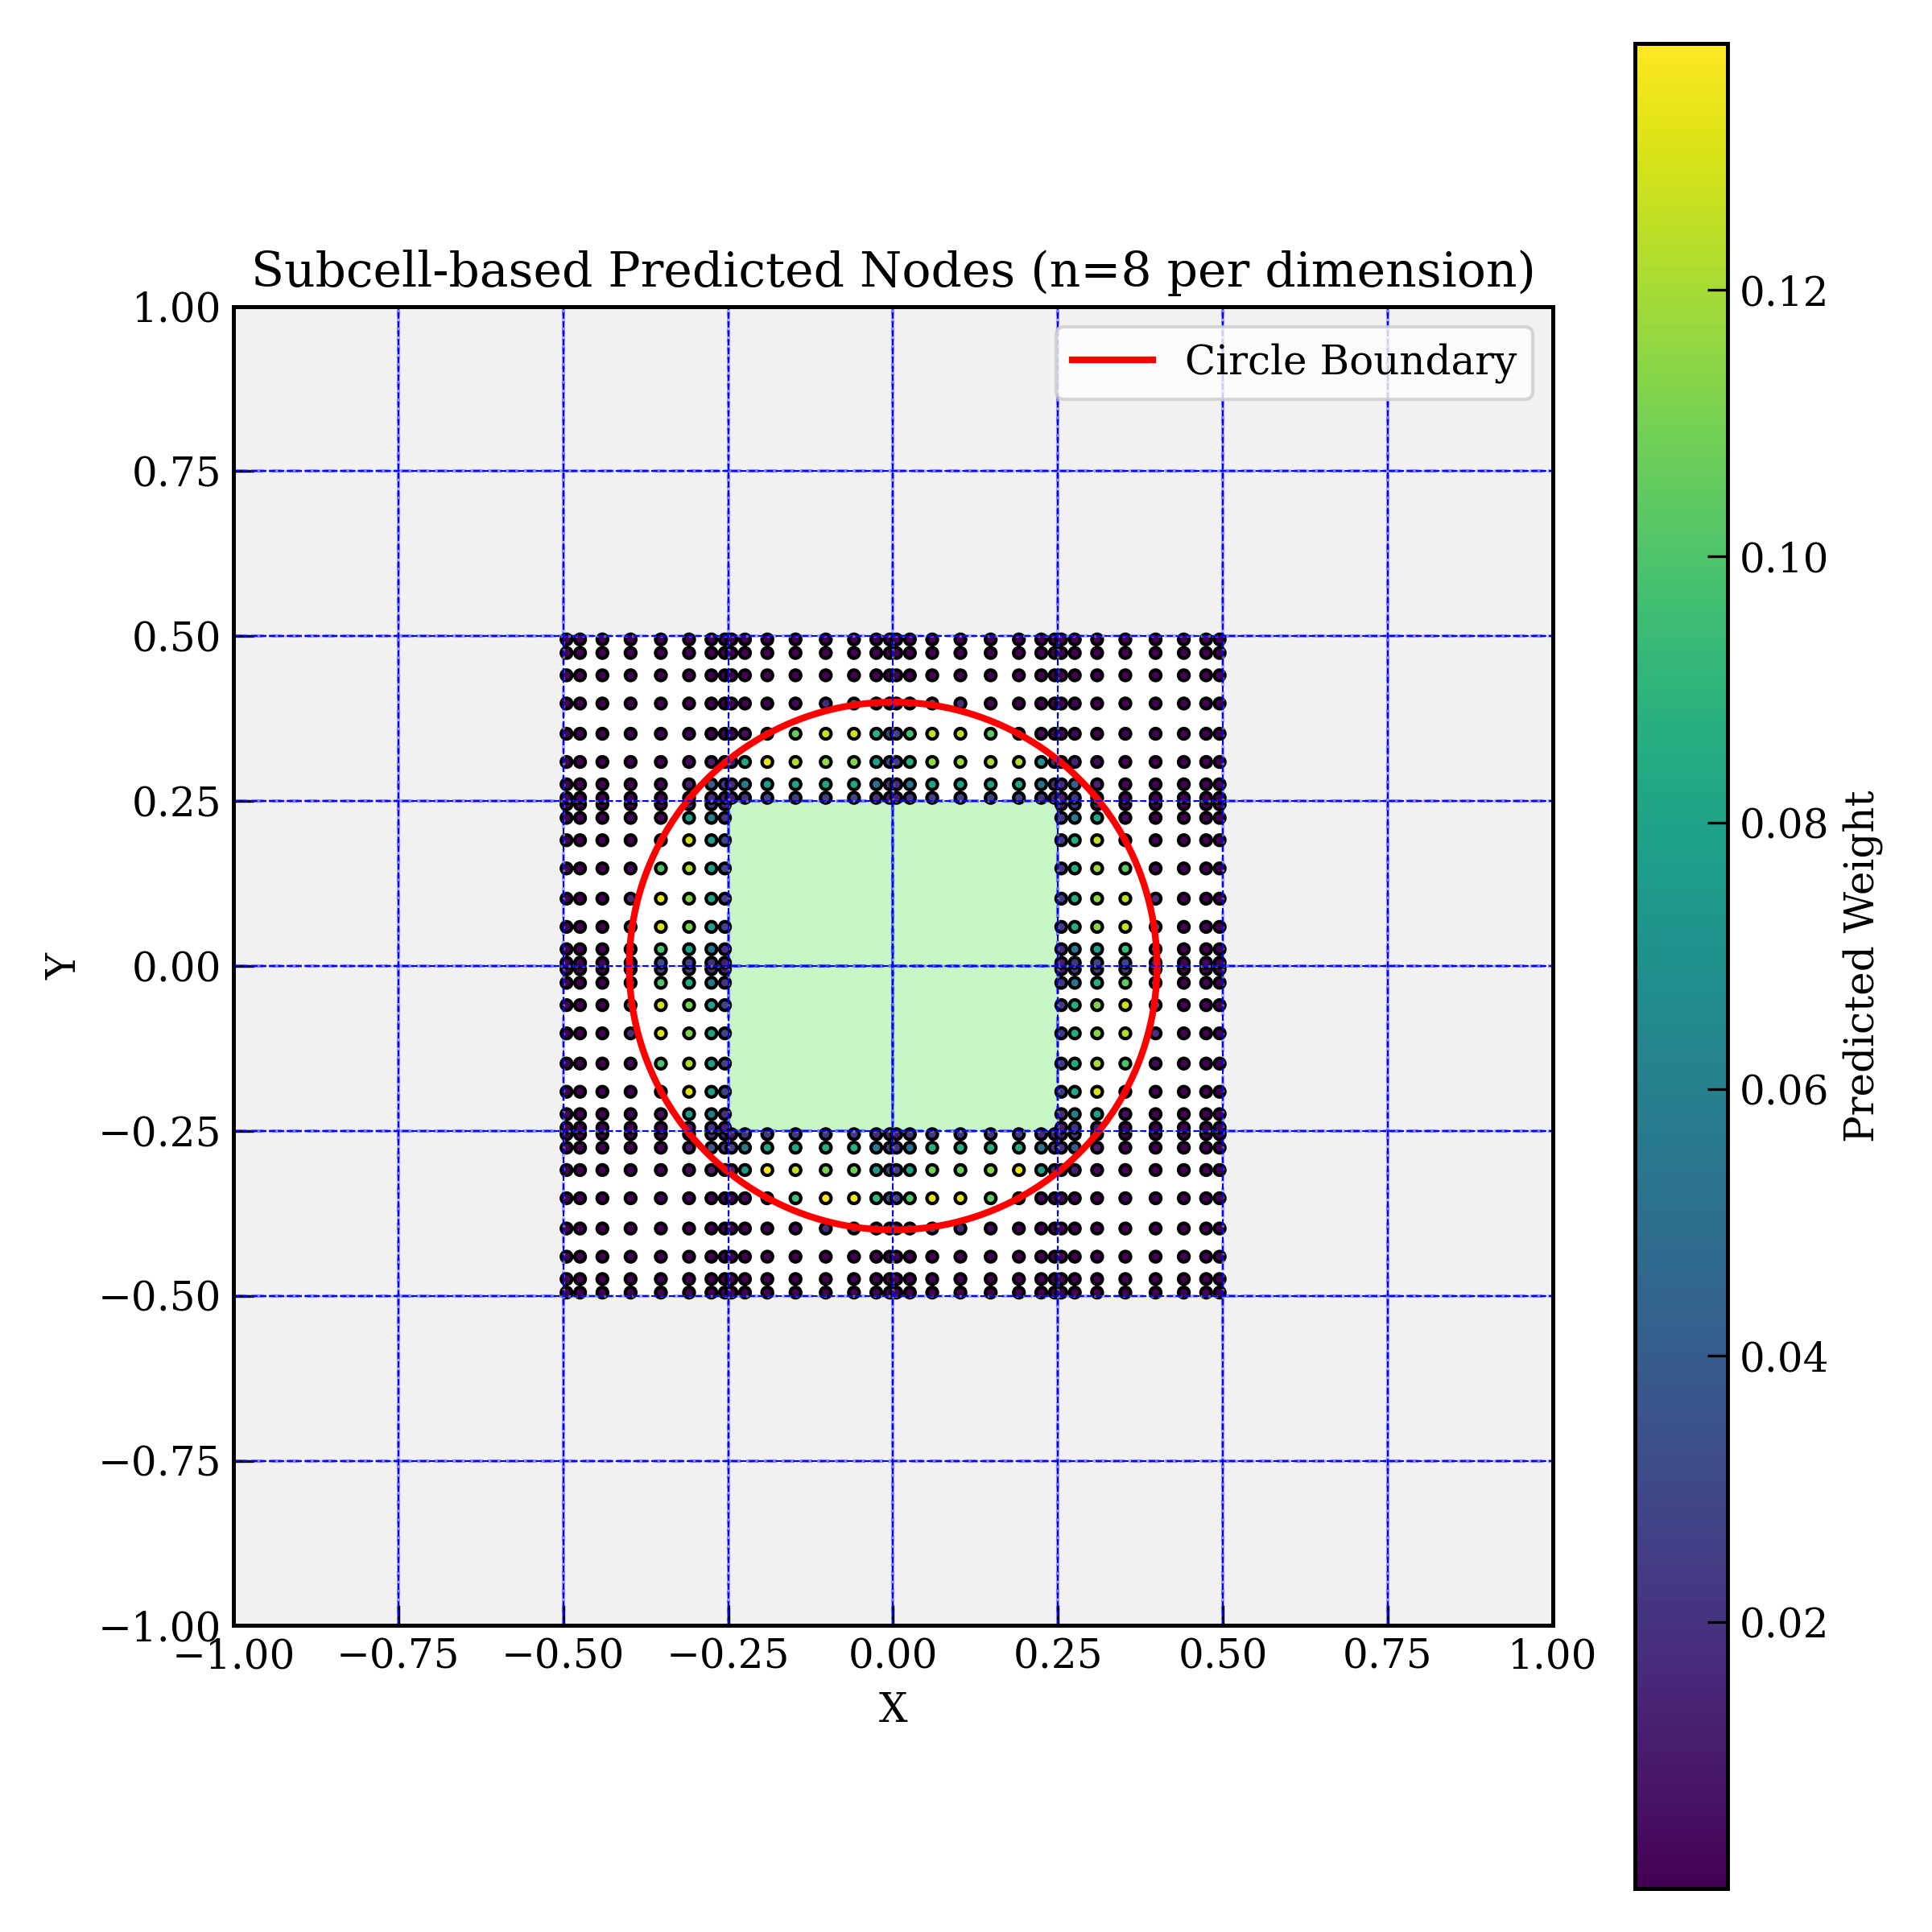 Subcell-based Predicted Nodes (n=8 per dimension)
Circle Boundary
1.00
0.75
0.50
0.25
0.00
−0.25
−0.50
−0.75
−1.00
Y
−1.00 −0.75 −0.50 −0.25 0.00 0.25 0.50 0.75 1.00
X
0.12
0.10
0.08
0.06
0.04
0.02
Predicted Weight